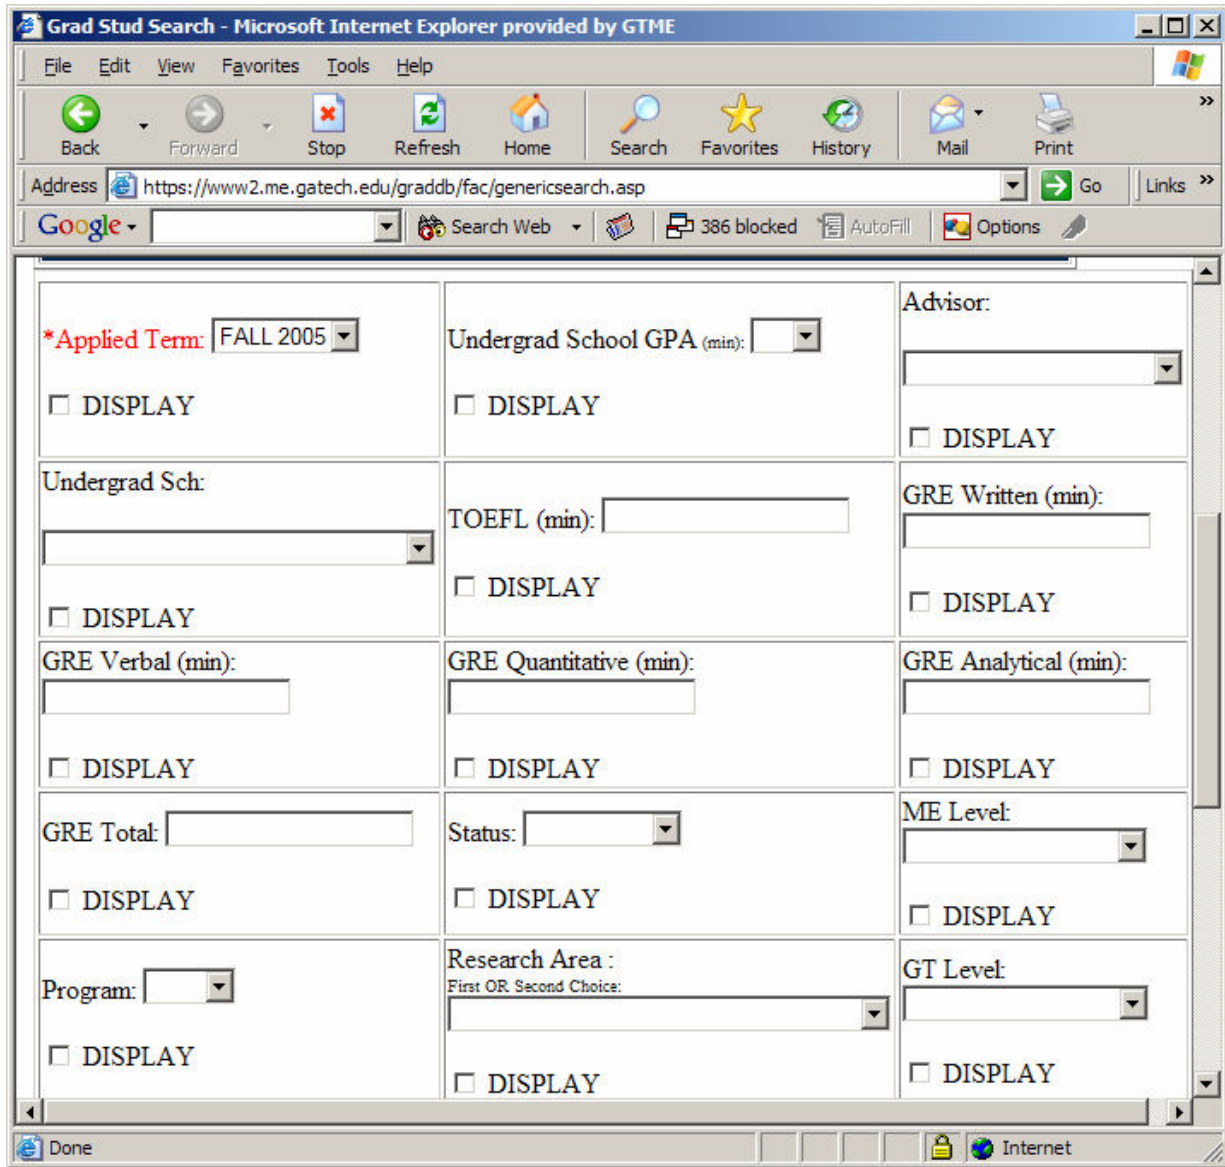 Grad Stud Search - Microsoft Internet Explorer provided by GTME
File Edit View Favorites Tools Help
Back Forward Stop Refresh Home Search Favorites History Mail Print »
Address https://www2.me.gatech.edu/graddb/fac/genericsearch.asp Go Links »
Google Search Web 386 blocked AutoFill Options
*Applied Term: FALL 2005
DISPLAY
Undergrad School GPA (min):
DISPLAY
Advisor:
DISPLAY
Undergrad Sch:
DISPLAY
TOEFL (min):
DISPLAY
GRE Written (min):
DISPLAY
GRE Verbal (min):
DISPLAY
GRE Quantitative (min):
DISPLAY
GRE Analytical (min):
DISPLAY
GRE Total:
DISPLAY
Status:
DISPLAY
ME Level:
DISPLAY
Program:
DISPLAY
Research Area :
First OR Second Choice:
DISPLAY
GT Level:
DISPLAY
Done Internet